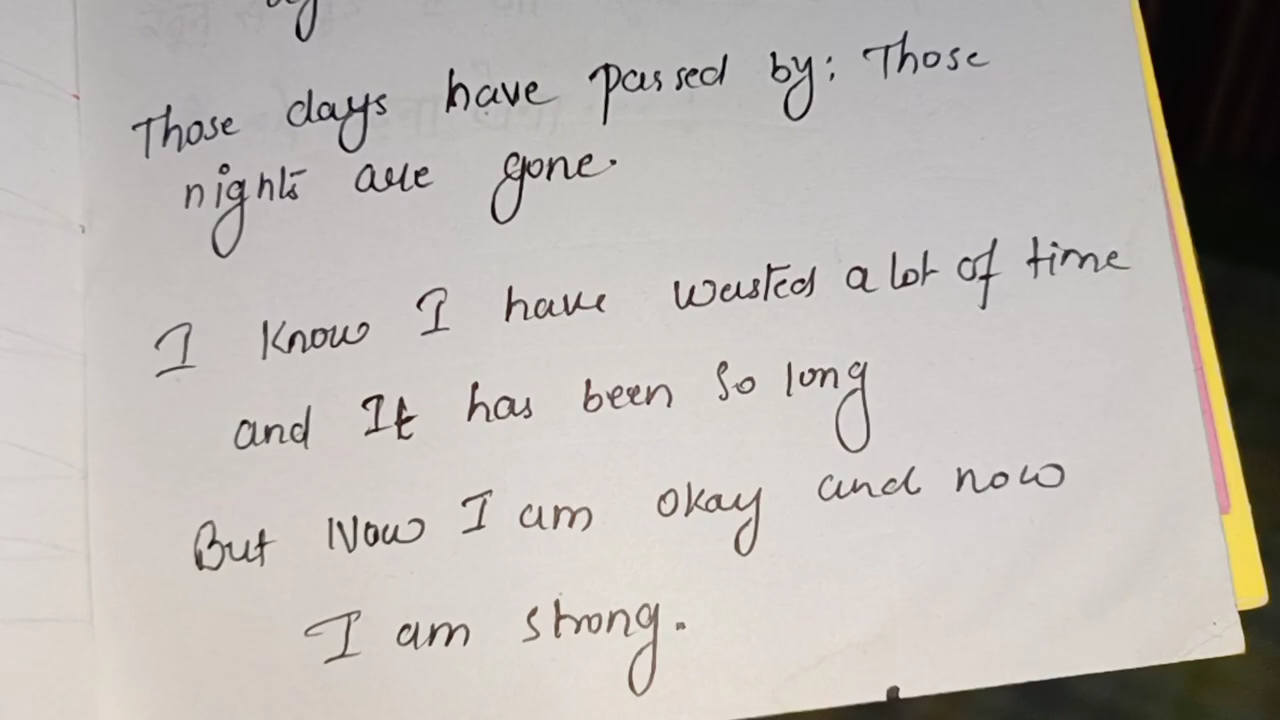 Those days have passed by; Those
nights are gone.
I know I have wasted a lot of time
and It has been so long
But Now I am okay and now
I am strong.